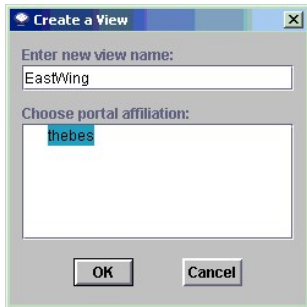 Create a View
Enter new view name:
EastWing
Choose portal affiliation:
thebes
OK Cancel